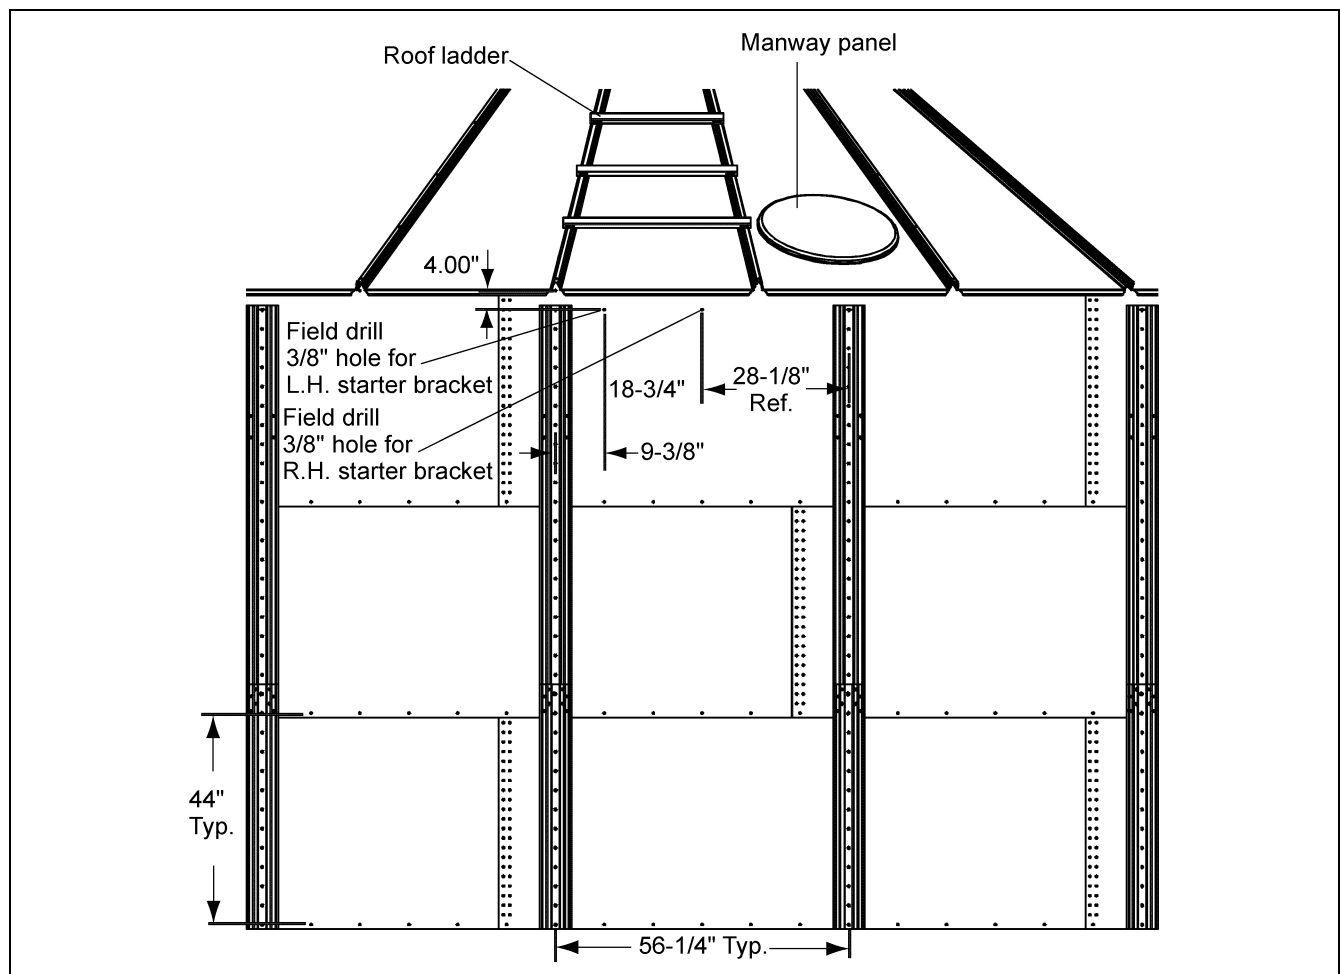 Roof ladder
Manway panel
4.00"
Field drill
3/8" hole for
L.H. starter bracket
Field drill
3/8" hole for
R.H. starter bracket
18-3/4"
28-1/8"
Ref.
9-3/8"
44"
Typ.
56-1/4" Typ.